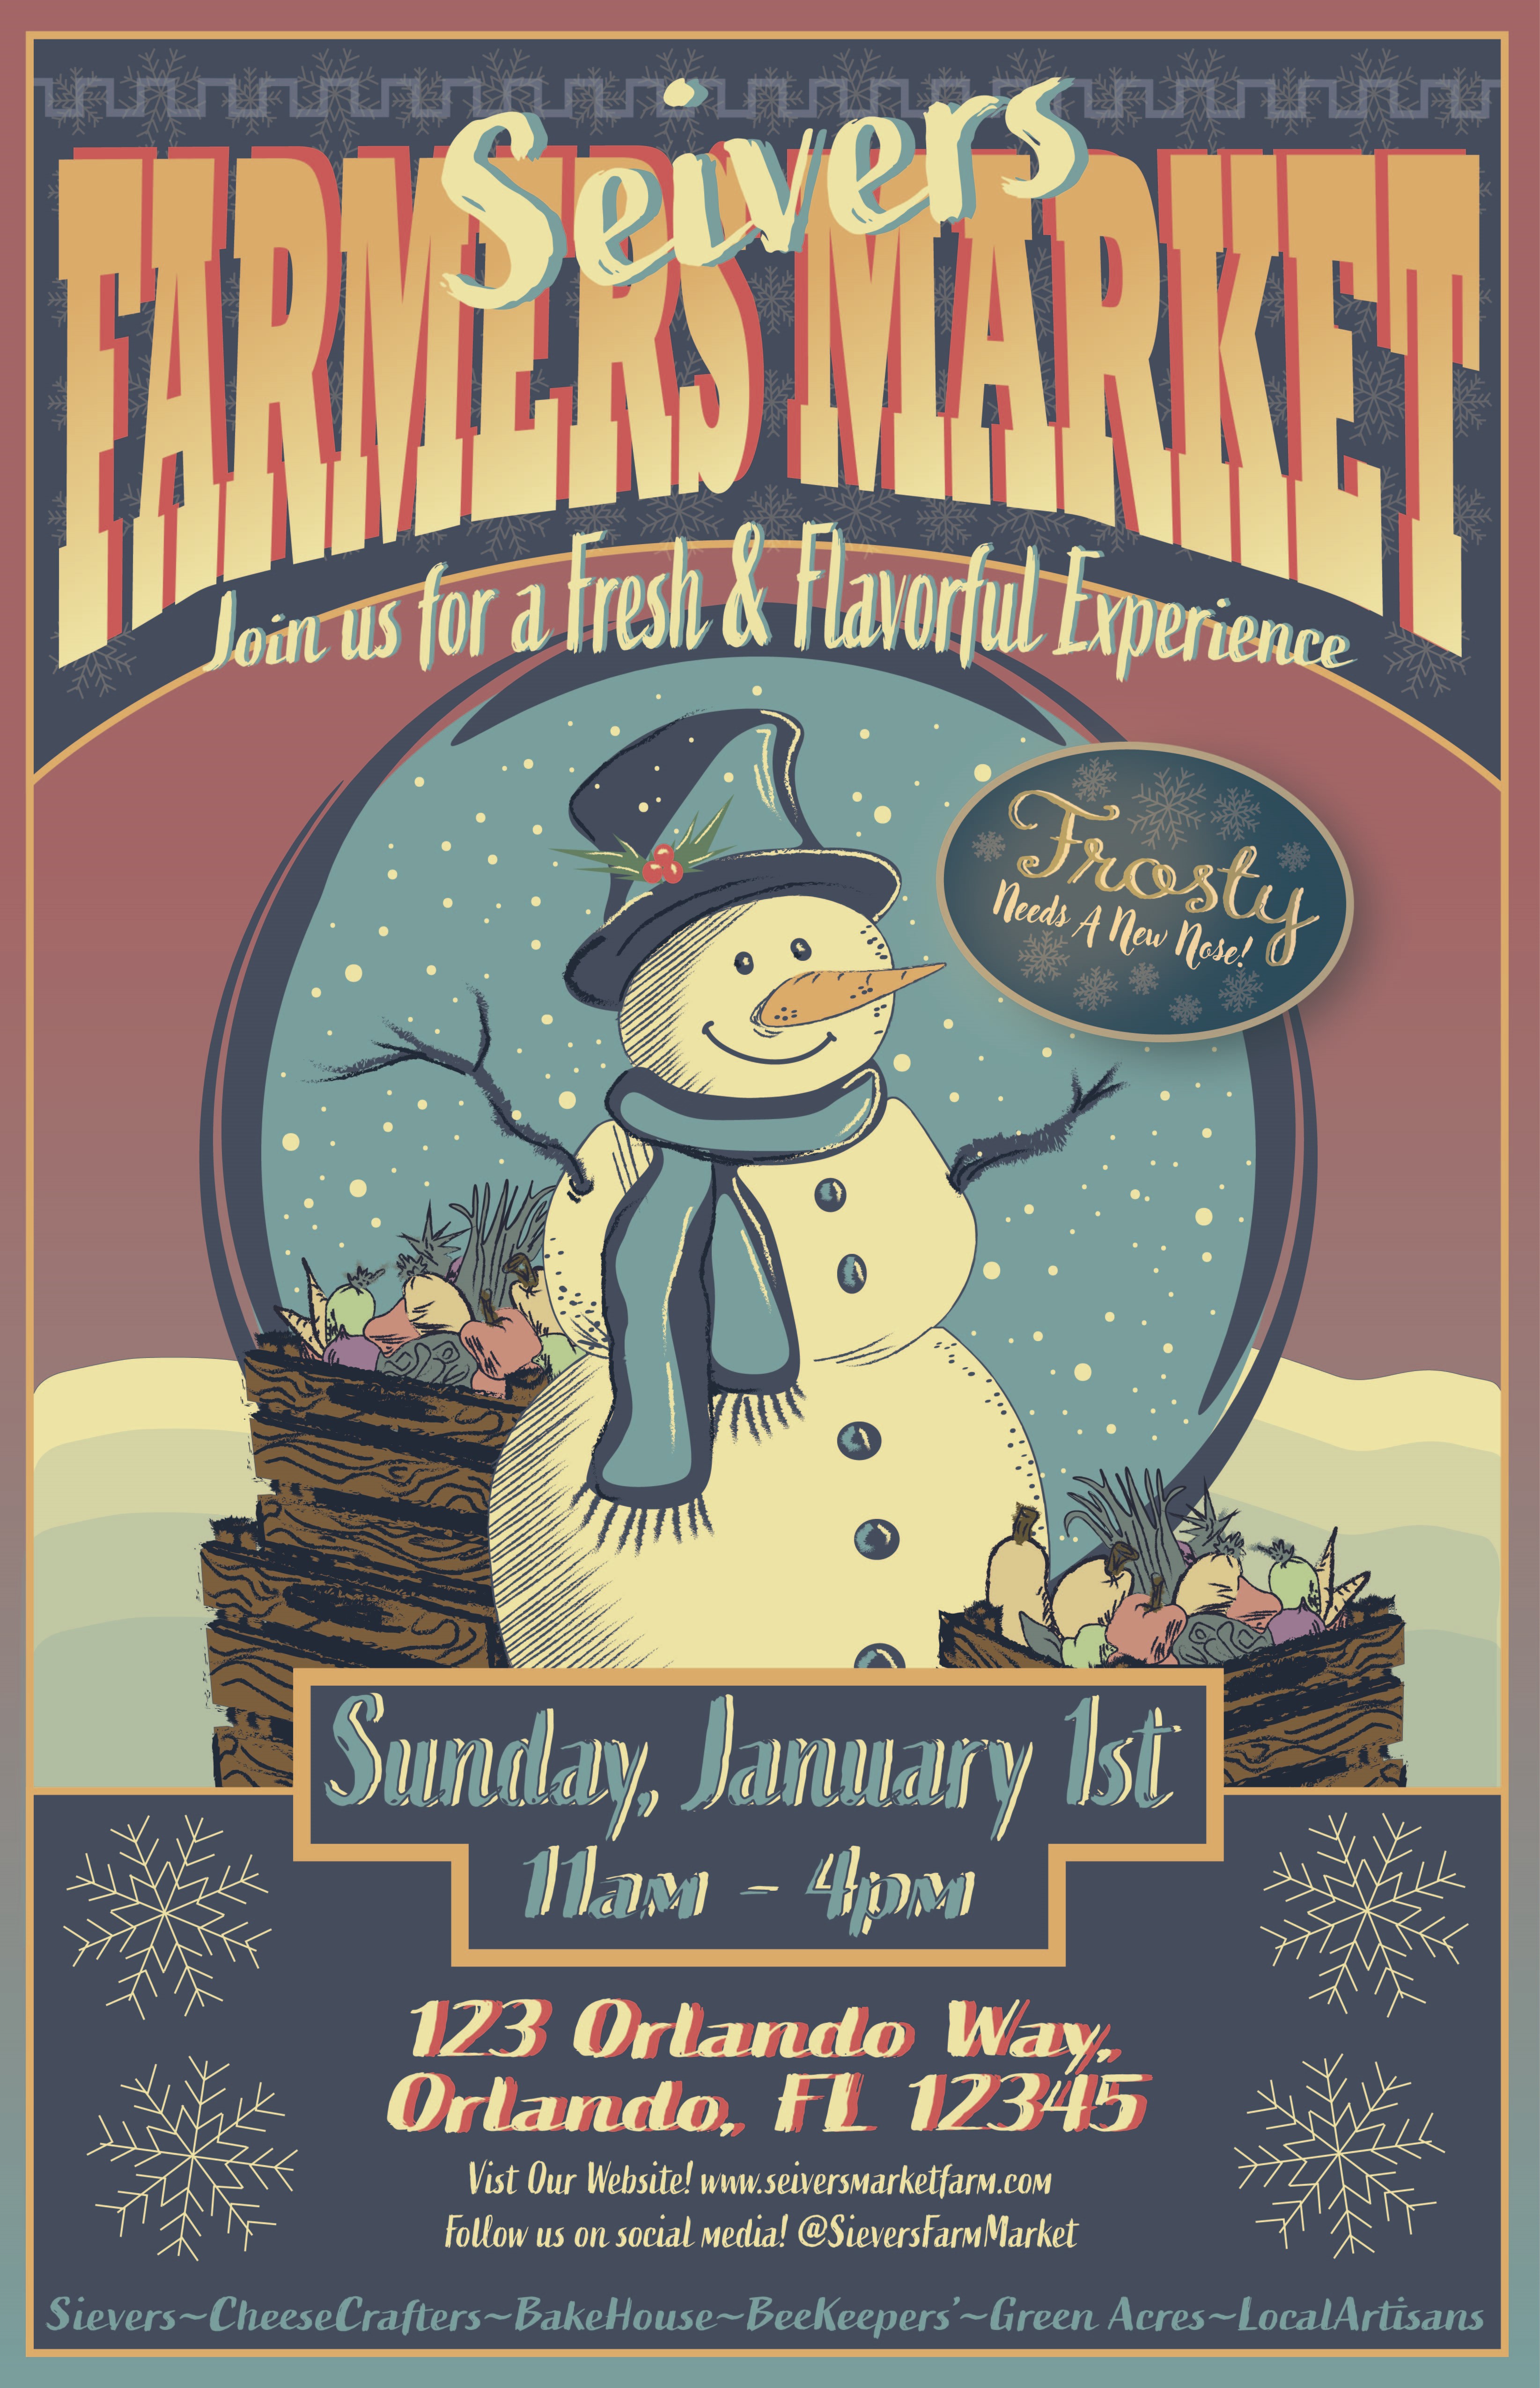 Seivers
FARMERS MARKET
Join us for a Fresh & Flavorful Experience
Frosty
Needs A New Nose!
Sunday, January 1st
11am - 4pm
123 Orlando Way,
Orlando, FL 12345
Vist Our Website! www.seiversmarketfarm.com
Follow us on social media! @SieversFarmMarket
Sievers~CheeseCrafters~BakeHouse~BeeKeepers'~Green Acres~LocalArtisans